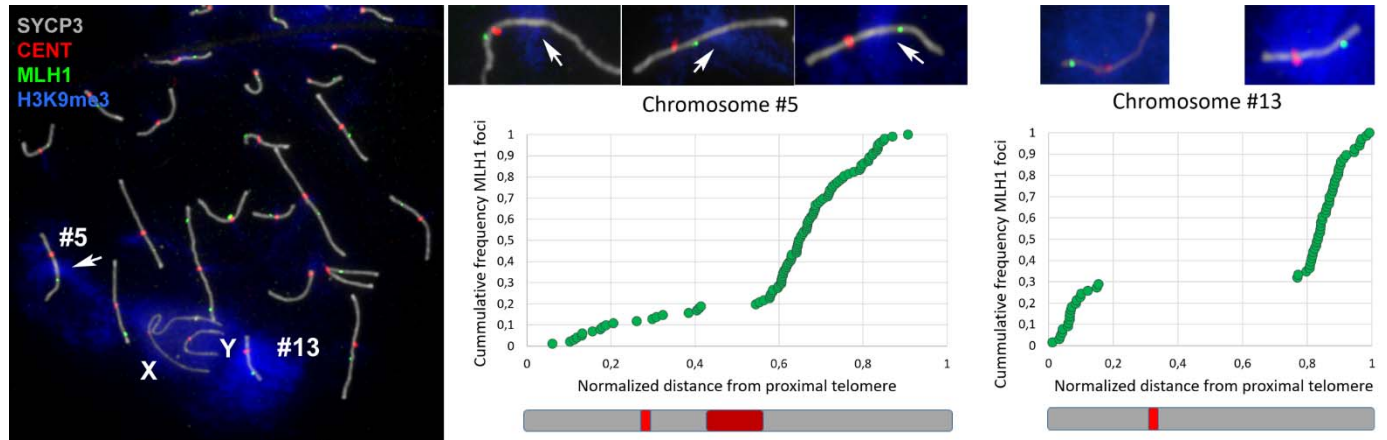 SYCP3
CENT
MLH1
H3K9me3
#5
X
Y
#13
Chromosome #5
Cummulative frequency MLH1 foci
1
0,9
0,8
0,7
0,6
0,5
0,4
0,3
0,2
0,1
0
0 0,2 0,4 0,6 0,8 1
Normalized distance from proximal telomere
Chromosome #13
Cummulative frequency MLH1 foci
1
0,9
0,8
0,7
0,6
0,5
0,4
0,3
0,2
0,1
0
0 0,2 0,4 0,6 0,8 1
Normalized distance from proximal telomere